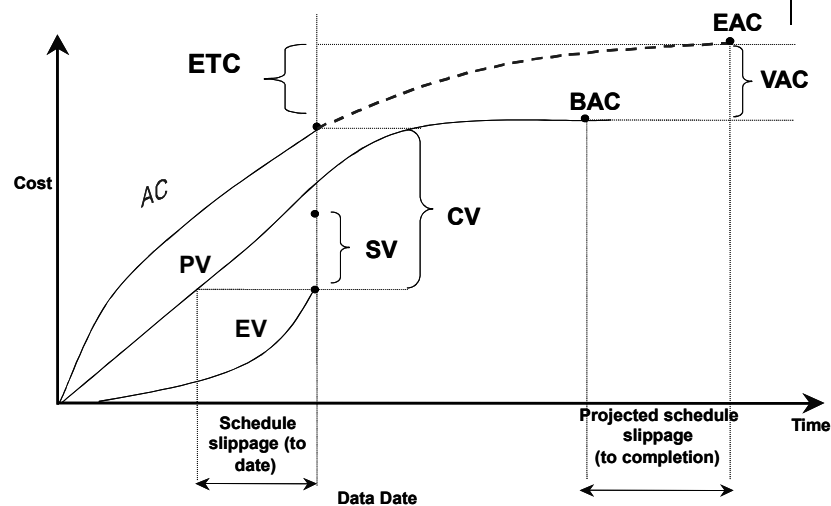 EAC
ETC
VAC
BAC
Cost
AC
CV
PV
SV
EV
Schedule
slippage (to
date)
Projected schedule
slippage
(to completion)
Time
Data Date